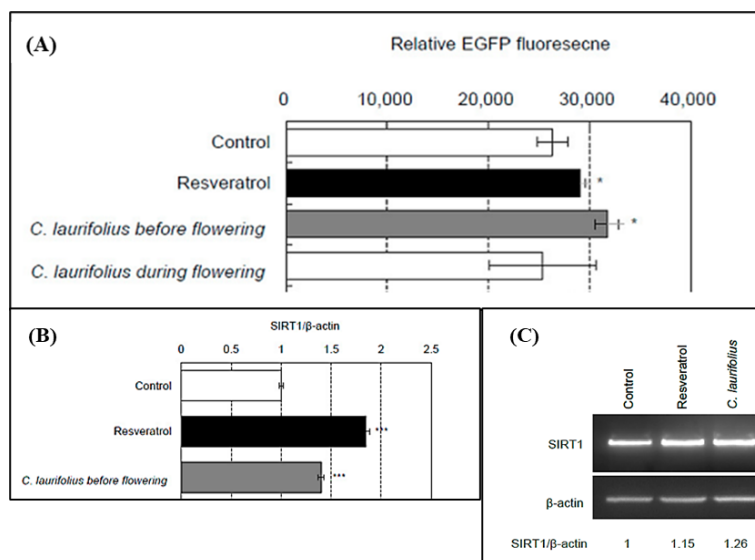 (A)
Relative EGFP fluoresecne
0 10,000 20,000 30,000 40,000
Control
Resveratrol *
C. laurifolius before flowering *
C. laurifolius during flowering
(B)
SIRT1/β-actin
0 0.5 1 1.5 2 2.5
Control
Resveratrol ***
C. laurifolius before flowering ***
(C)
Control Resveratrol C. laurifolius
SIRT1
β-actin
SIRT1/β-actin 1 1.15 1.26